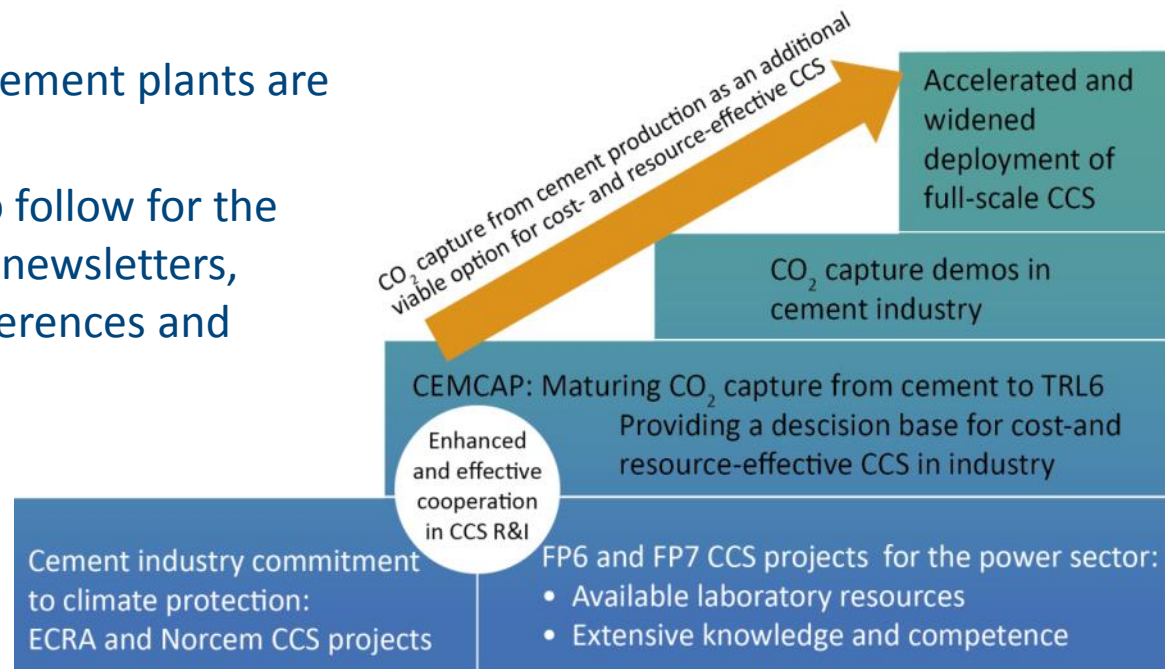 ement plants are
o follow for the
newsletters,
erences and
CO₂ capture from cement production as an additional
viable option for cost- and resource-effective CCS
Accelerated and
widened
deployment of
full-scale CCS
CO₂ capture demos in
cement industry
CEMCAP: Maturing CO₂ capture from cement to TRL6
Providing a descision base for cost-and
resource-effective CCS in industry
Enhanced
and effective
cooperation
in CCS R&I
Cement industry commitment
to climate protection:
ECRA and Norcem CCS projects
FP6 and FP7 CCS projects for the power sector:
• Available laboratory resources
• Extensive knowledge and competence